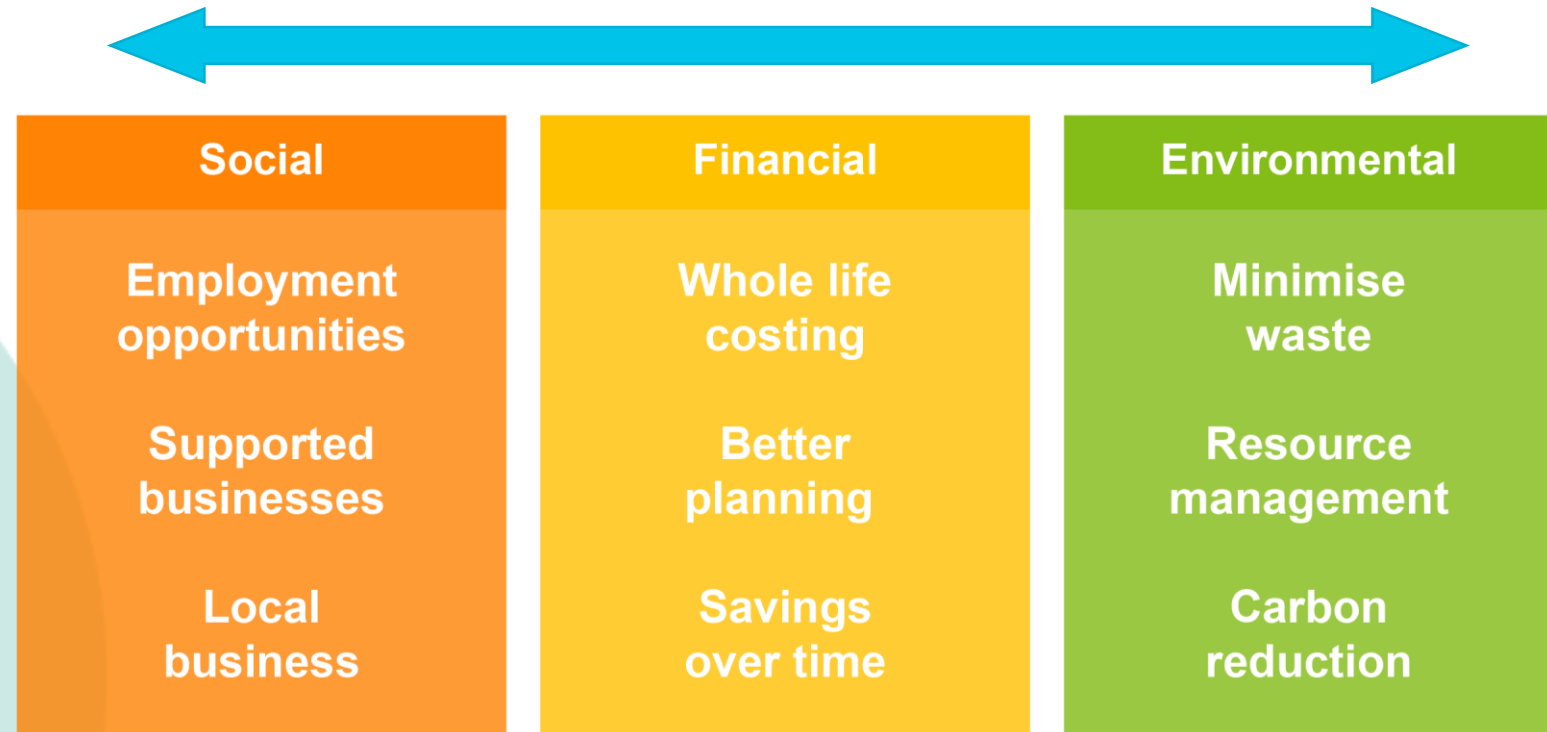 Social
Employment
opportunities
Supported
businesses
Local
business
Financial
Whole life
costing
Better
planning
Savings
over time
Environmental
Minimise
waste
Resource
management
Carbon
reduction